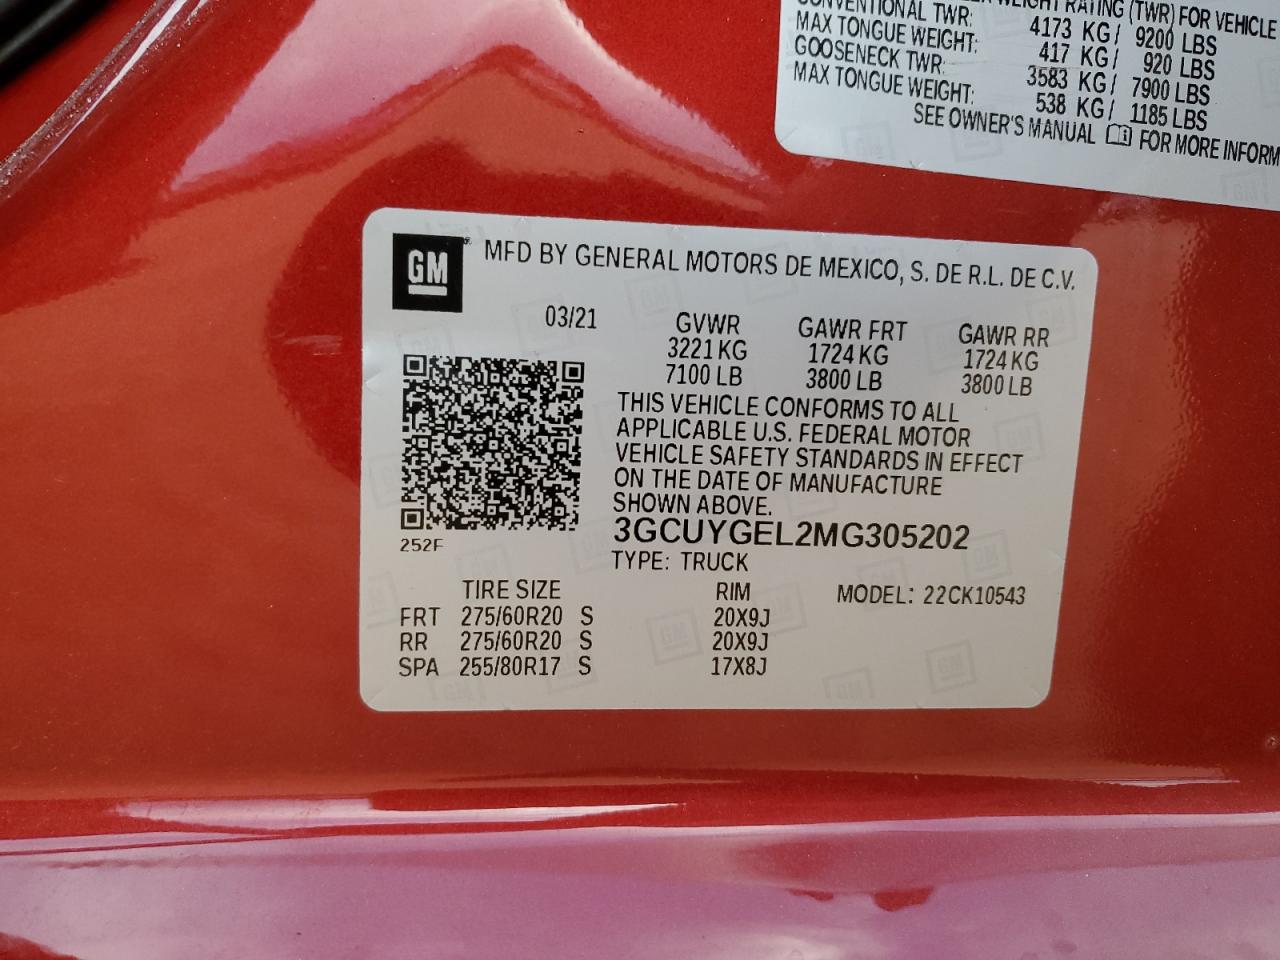 WEIGHT RATING (TWR) FOR VEHICLE
CONVENTIONAL TWR: 4173 KG/ 9200 LBS
MAX TONGUE WEIGHT: 417 KG/ 920 LBS
GOOSENECK TWR: 3583 KG/ 7900 LBS
MAX TONGUE WEIGHT: 538 KG/ 1185 LBS
SEE OWNER'S MANUAL FOR MORE INFORM
GM® MFD BY GENERAL MOTORS DE MEXICO, S. DE R.L. DE C.V.
03/21 GVWR GAWR FRT GAWR RR
3221 KG 1724 KG 1724 KG
7100 LB 3800 LB 3800 LB
THIS VEHICLE CONFORMS TO ALL
APPLICABLE U.S. FEDERAL MOTOR
VEHICLE SAFETY STANDARDS IN EFFECT
ON THE DATE OF MANUFACTURE
SHOWN ABOVE.
3GCUYGEL2MG305202
252F
TYPE: TRUCK
TIRE SIZE RIM MODEL: 22CK10543
FRT 275/60R20 S 20X9J
RR 275/60R20 S 20X9J
SPA 255/80R17 S 17X8J